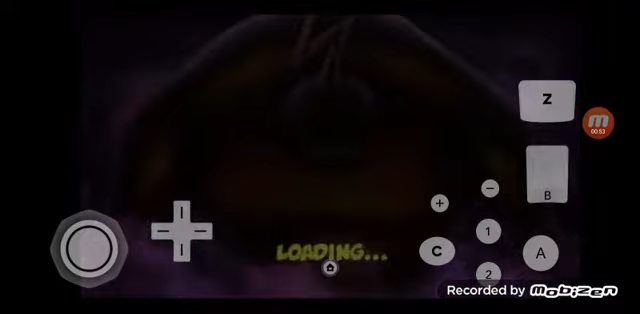 Z
00:53
B
+
−
1
C
A
LOADING...
2
Recorded by Mobizen